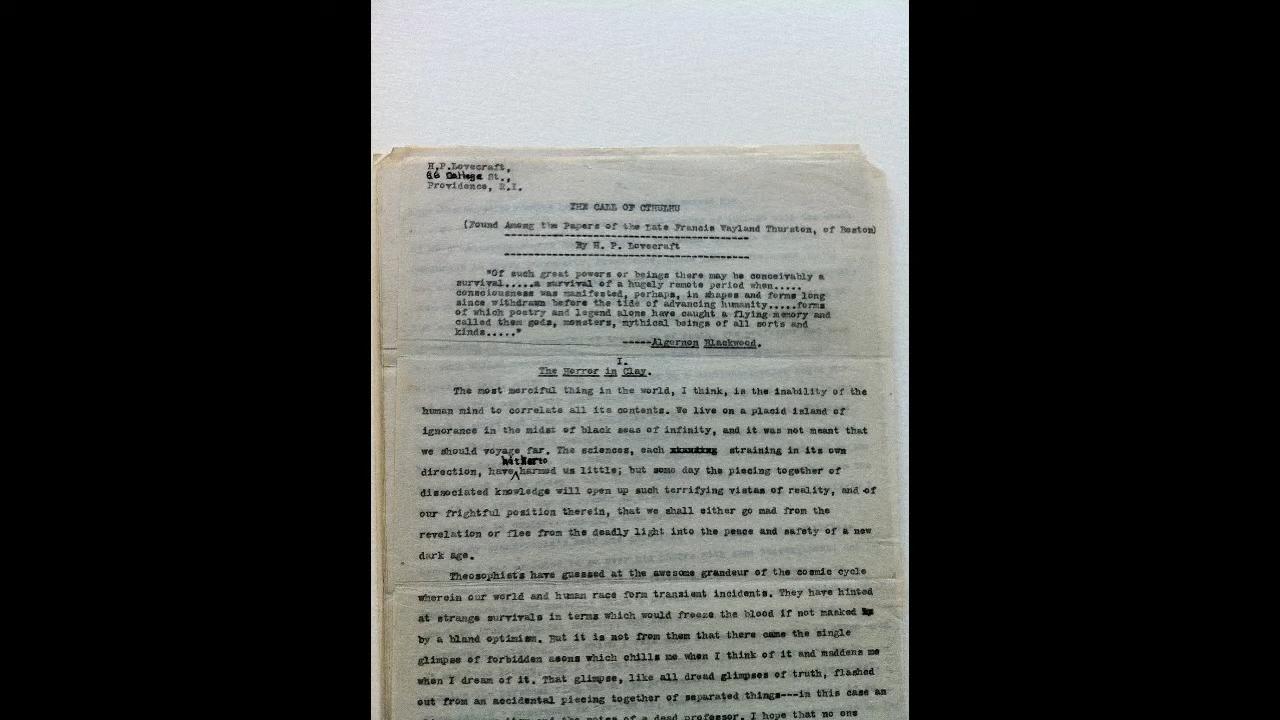 H.P.Lovecraft,
66 College St.,
Providence, R.I.
THE CALL OF CTHULHU
(Found Among the Papers of the Late Francis Wayland Thurston, of Boston)
By H. P. Lovecraft
"Of such great powers or beings there may be conceivably a
survival.....a survival of a hugely remote period when.....
consciousness was manifested, perhaps, in shapes and forms long
since withdrawn before the tide of advancing humanity.....forms
of which poetry and legend alone have caught a flying memory and
called them gods, monsters, mythical beings of all sorts and
kinds....."
-----Algernon Blackwood.
I.
The Horror in Clay.
The most merciful thing in the world, I think, is the inability of the
human mind to correlate all its contents. We live on a placid island of
ignorance in the midst of black seas of infinity, and it was not meant that
we should voyage far. The sciences, each straining in its own
hitherto
direction, have harmed us little; but some day the piecing together of
dissociated knowledge will open up such terrifying vistas of reality, and of
our frightful position therein, that we shall either go mad from the
revelation or flee from the deadly light into the peace and safety of a new
dark age.
Theosophists have guessed at the awesome grandeur of the cosmic cycle
wherein our world and human race form transient incidents. They have hinted
at strange survivals in terms which would freeze the blood if not masked
by a bland optimism. But it is not from them that there came the single
glimpse of forbidden aeons which chills me when I think of it and maddens me
when I dream of it. That glimpse, like all dread glimpses of truth, flashed
out from an accidental piecing together of separated things---in this case an
and the notes of a dead professor. I hope that no one